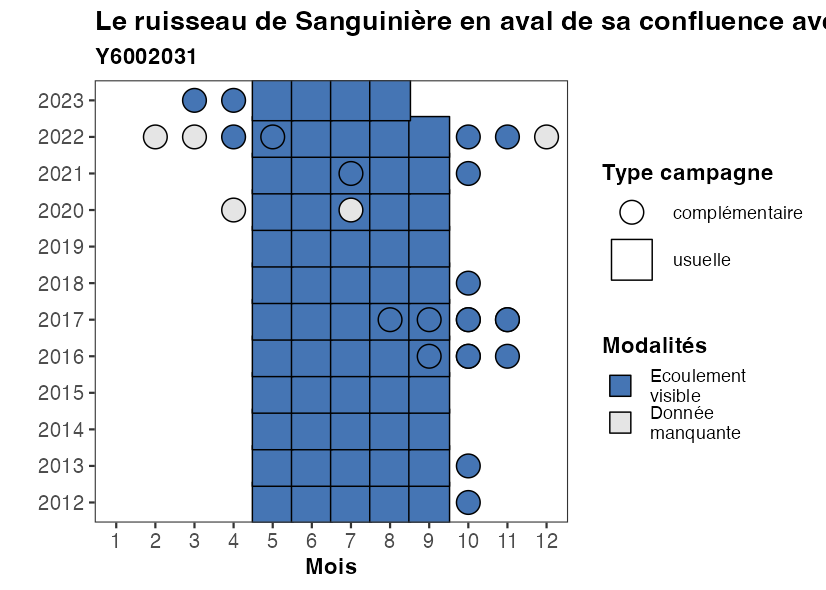 Le ruisseau de Sanguinière en aval de sa confluence
Y6002031
2023
2022
2021
2020
2019
2018
2017
2016
2015
2014
2013
2012
1 2 3 4 5 6 7 8 9 10 11 12
Mois
Type campagne
complémentaire
usuelle
Modalités
Ecoulement
visible
Donnée
manquante